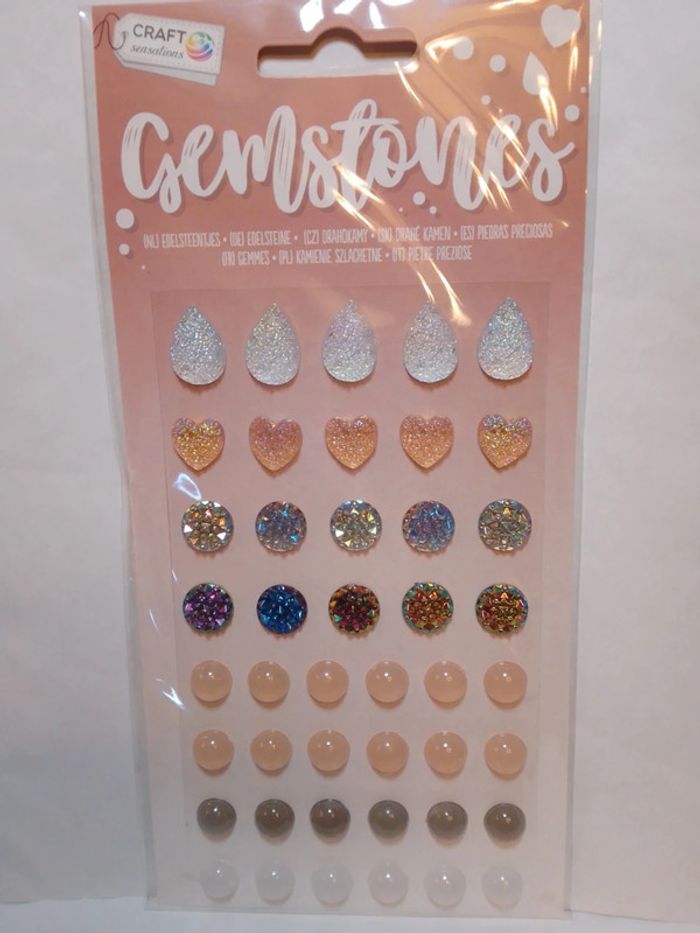 CRAFT
sensations
Gemstones
(NL) EDELSTEENTJES • (DE) EDELSTEINE • (CZ) DRAHOKAMY • (SK) DRAHÉ KAMEN • (ES) PIEDRAS PRECIOSAS
(FR) GEMMES • (PL) KAMIENIE SZLACHETNE • (IT) PIETRE PREZIOSE